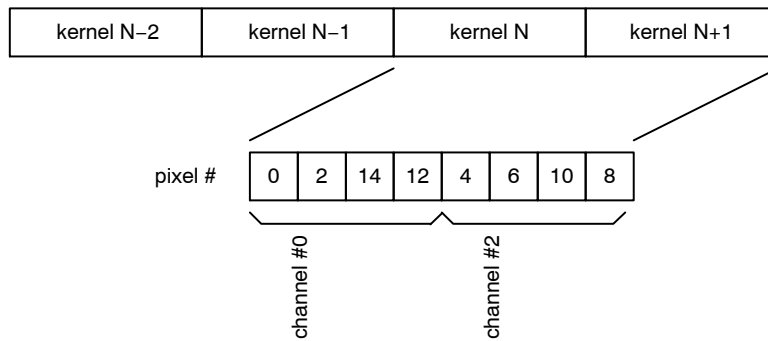 kernel N−2 kernel N−1 kernel N kernel N+1
pixel # 0 2 14 12 4 6 10 8
channel #0
channel #2